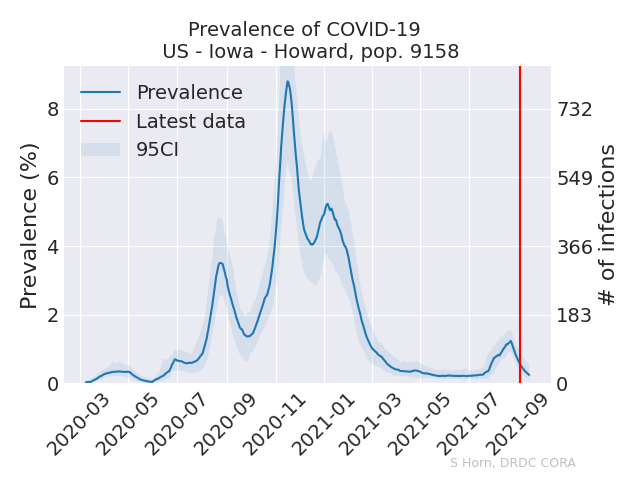 Prevalence of COVID-19
US - Iowa - Howard, pop. 9158
Prevalence
Latest data
95CI
Prevalence (%)
8
6
4
2
0
# of infections
732
549
366
183
0
2020-03
2020-05
2020-07
2020-09
2020-11
2021-01
2021-03
2021-05
2021-07
2021-09
S Horn, DRDC CORA